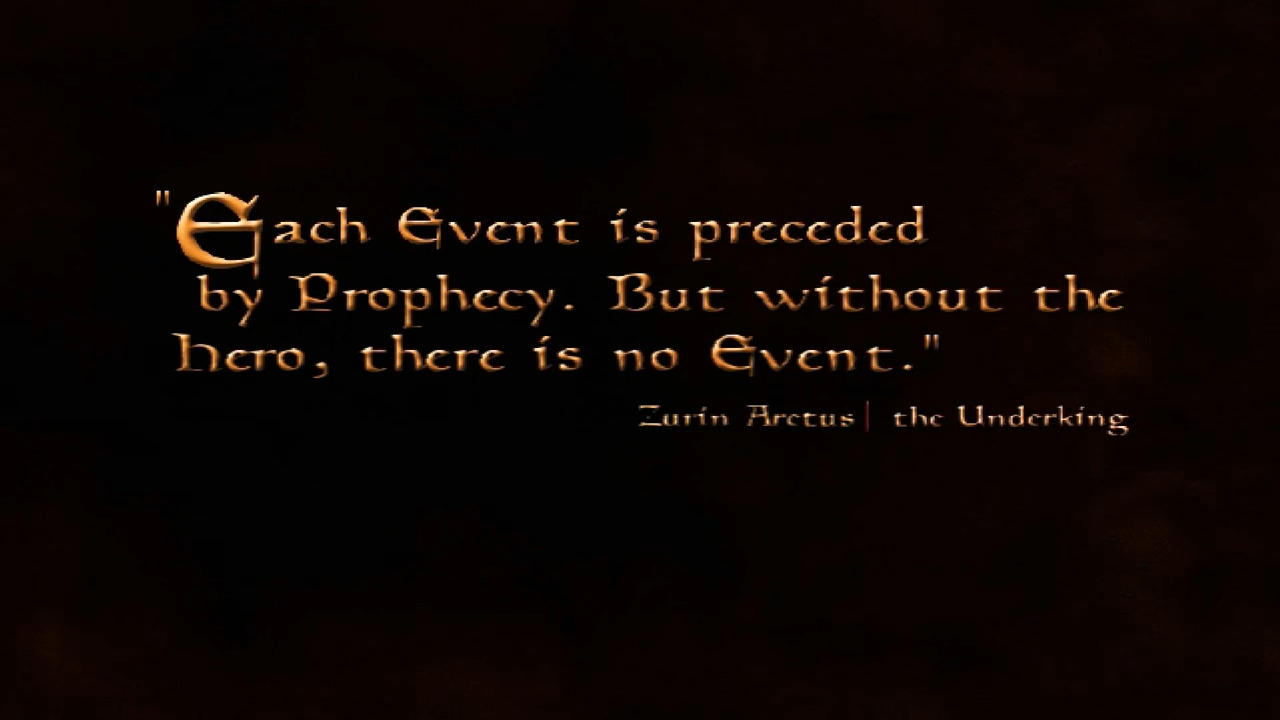 "Each Event is preceded
by Prophecy. But without the
hero, there is no Event."
Zurin Arctus| the Underking